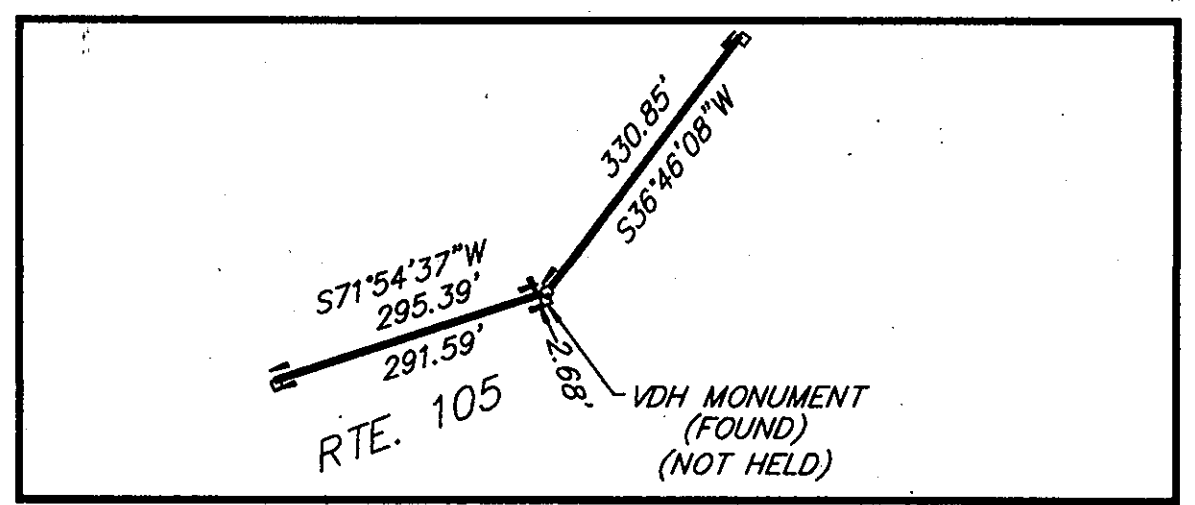 330.85'
S36°46'08"W
S71°54'37"W
295.39'
291.59'
2.68'
RTE. 105
VDH MONUMENT
(FOUND)
(NOT HELD)